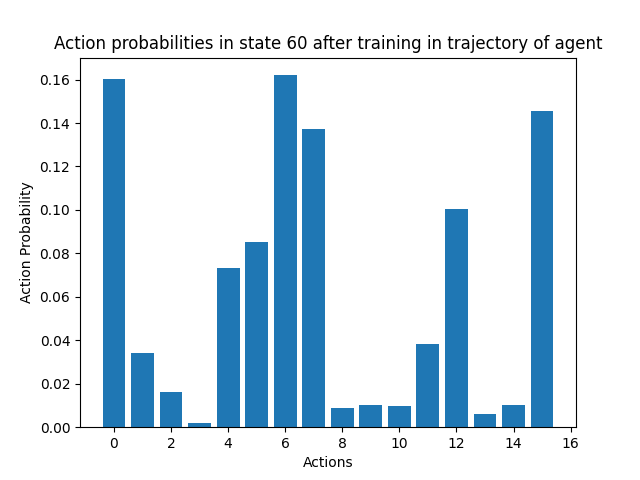 Action probabilities in state 60 after training in trajectory of agent
0.16
0.14
0.12
0.10
0.08
0.06
0.04
0.02
0.00
Action Probability
0 2 4 6 8 10 12 14 16
Actions